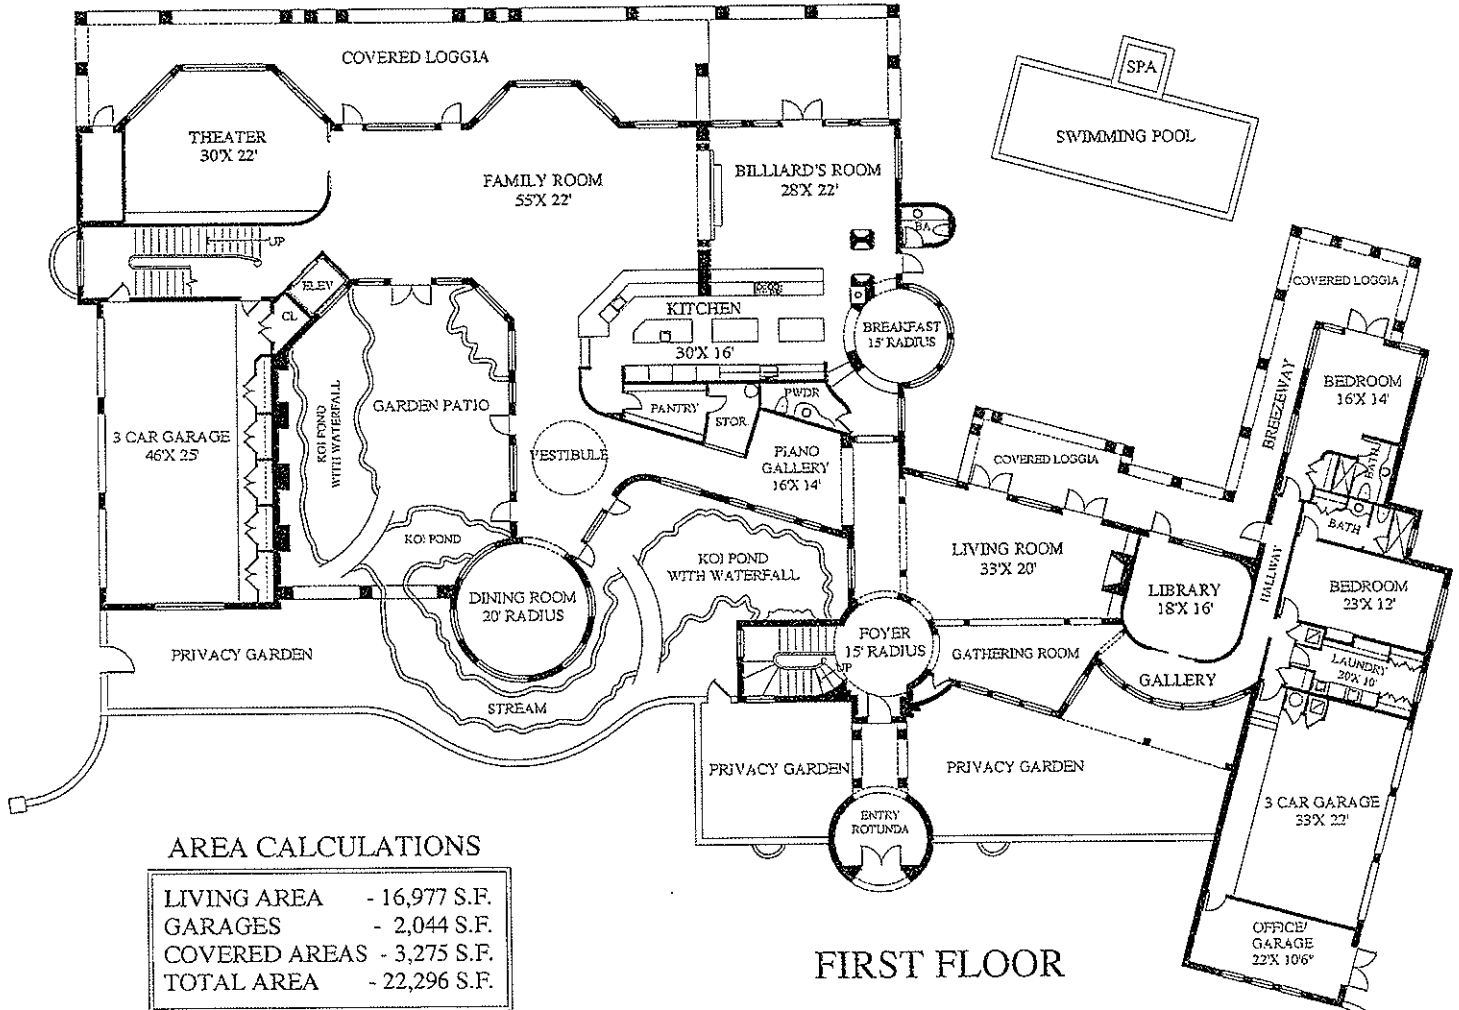 COVERED LOGGIA
SPA
SWIMMING POOL
THEATER
30'X 22'
FAMILY ROOM
55'X 22'
BILLIARD'S ROOM
28'X 22'
BA
UP
ELEV
CL
COVERED LOGGIA
KITCHEN
30'X 16'
BREAKFAST
15' RADIUS
BREEZEWAY
BEDROOM
16'X 14'
BATH
3 CAR GARAGE
46'X 25'
KOI POND
WITH WATERFALL
GARDEN PATIO
PANTRY
STOR.
PWDR
VESTIBULE
PIANO
GALLERY
16'X 14'
COVERED LOGGIA
BATH
KOI POND
KOI POND
WITH WATERFALL
LIVING ROOM
33'X 20'
LIBRARY
18'X 16'
HALLWAY
BEDROOM
23'X 12'
DINING ROOM
20' RADIUS
FOYER
15' RADIUS
UP
GATHERING ROOM
GALLERY
LAUNDRY
20'X 10'
PRIVACY GARDEN
STREAM
PRIVACY GARDEN
PRIVACY GARDEN
ENTRY
ROTUNDA
3 CAR GARAGE
33'X 22'
OFFICE/
GARAGE
22'X 10'6"
AREA CALCULATIONS
LIVING AREA - 16,977 S.F.
GARAGES - 2,044 S.F.
COVERED AREAS - 3,275 S.F.
TOTAL AREA - 22,296 S.F.
FIRST FLOOR